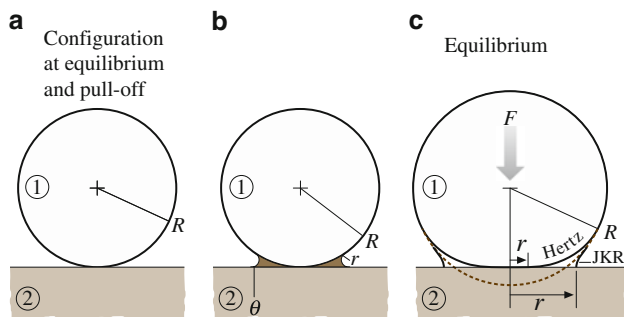 a
Configuration
at equilibrium
and pull-off
1
R
2
b
1
R
r
2
θ
c
Equilibrium
F
1
R
r
Hertz
JKR
2
r